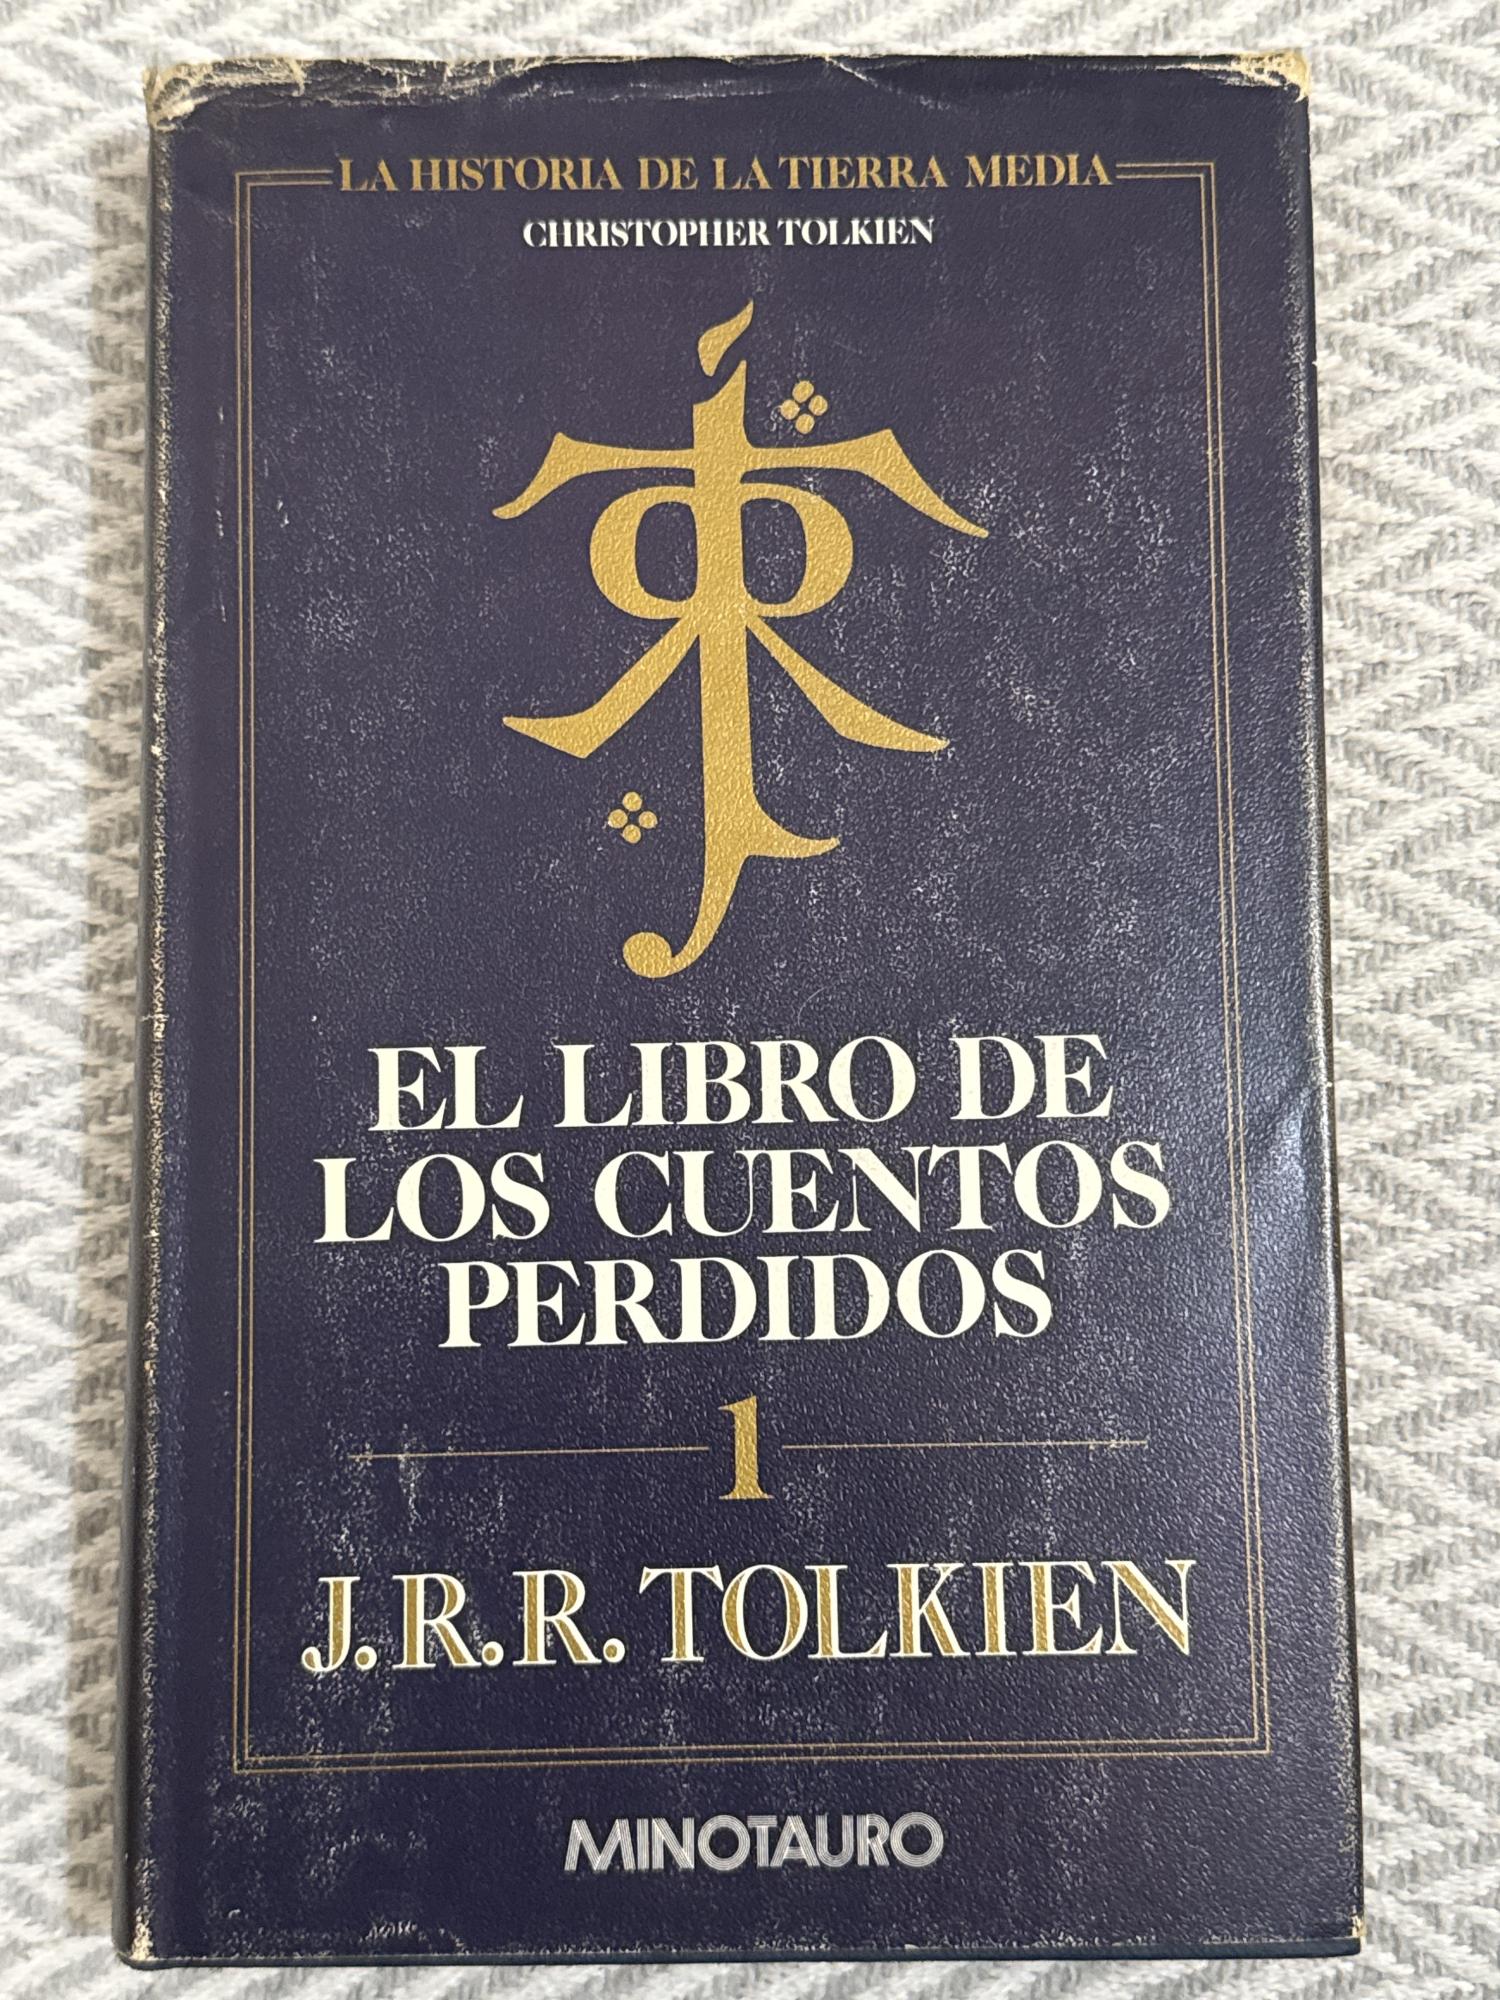 LA HISTORIA DE LA TIERRA MEDIA
CHRISTOPHER TOLKIEN
EL LIBRO DE
LOS CUENTOS
PERDIDOS
1
J.R.R. TOLKIEN
MINOTAURO